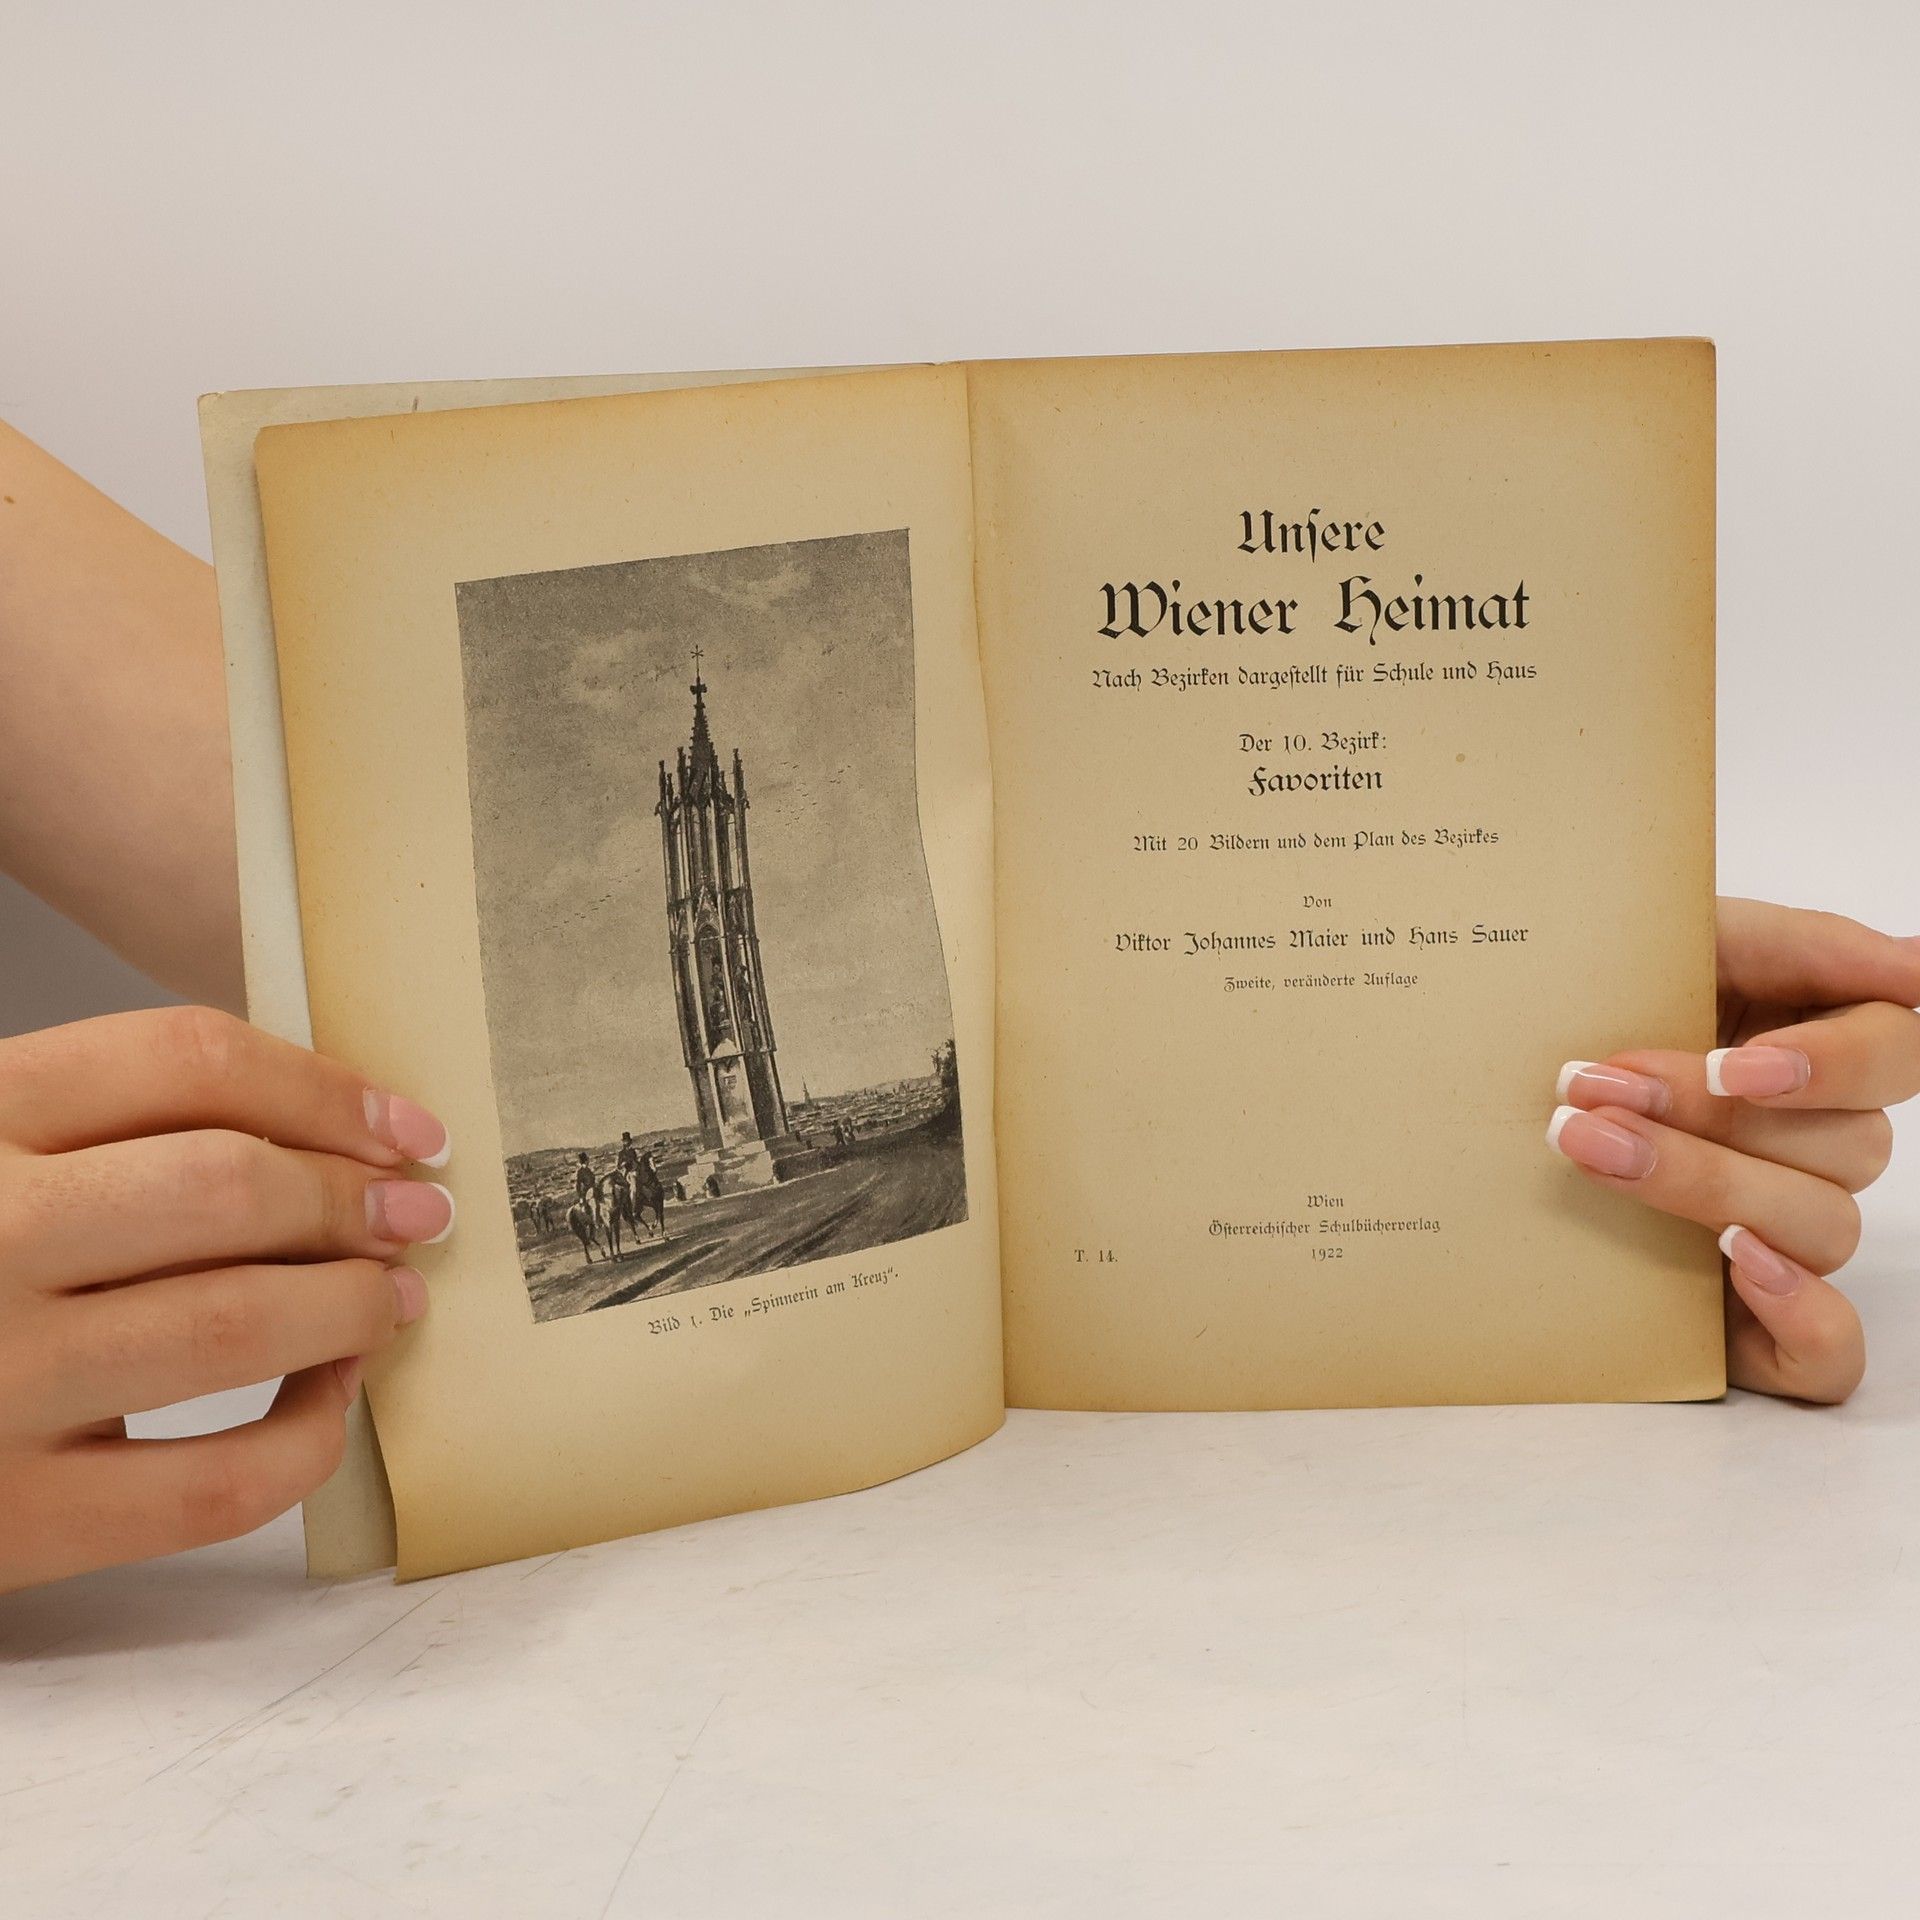 Bild 1. Die „Spinnerin am Kreuz“.
Unſere
Wiener Heimat
Nach Bezirken dargeſtellt für Schule und Haus
Der 10. Bezirk:
Favoriten
Mit 20 Bildern und dem Plan des Bezirkes
Von
Viktor Johannes Maier und Hans Sauer
Zweite, veränderte Auflage
Wien
Öſterreichiſcher Schulbücherverlag
T. 14.
1922